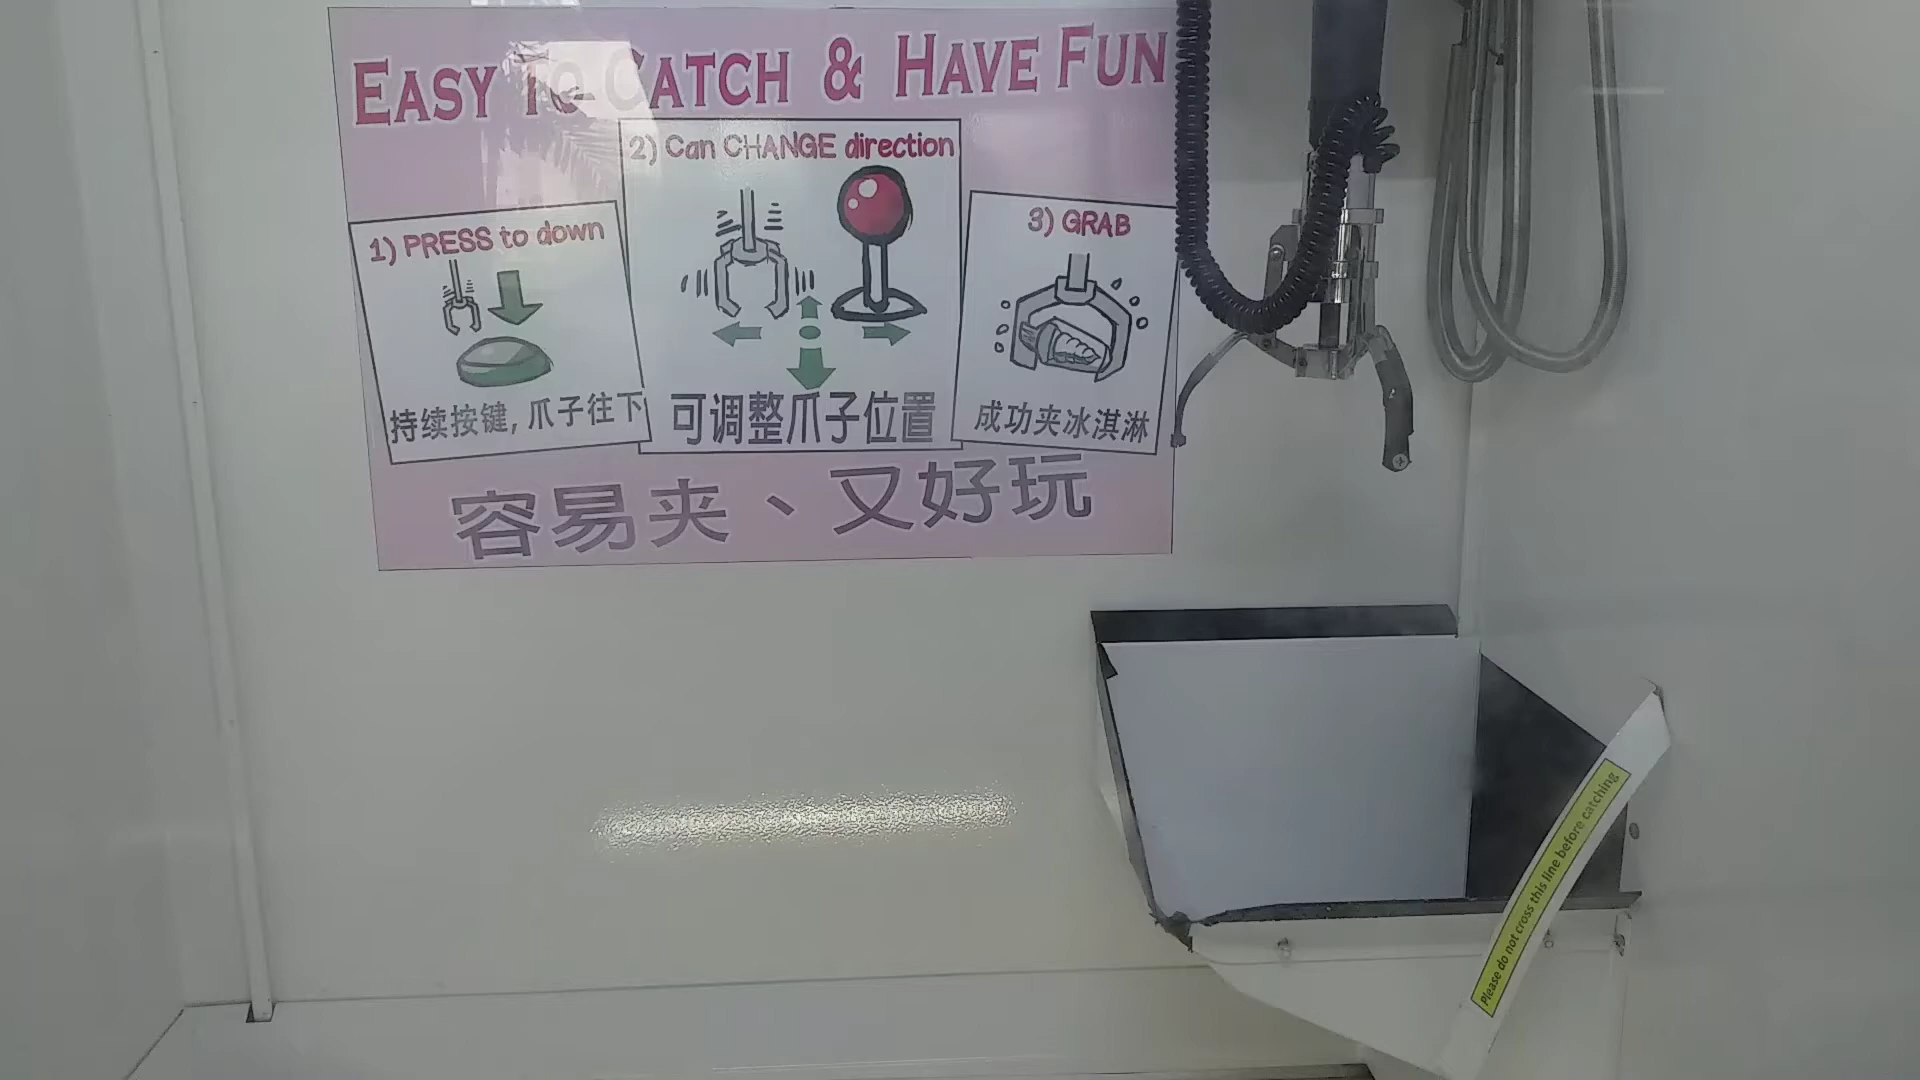 EASY To CATCH & HAVE FUN
1) PRESS to down
持续按键, 爪子往下
2) Can CHANGE direction
可调整爪子位置
3) GRAB
成功夹冰淇淋
容易夹、又好玩
Please do not cross this line before catching